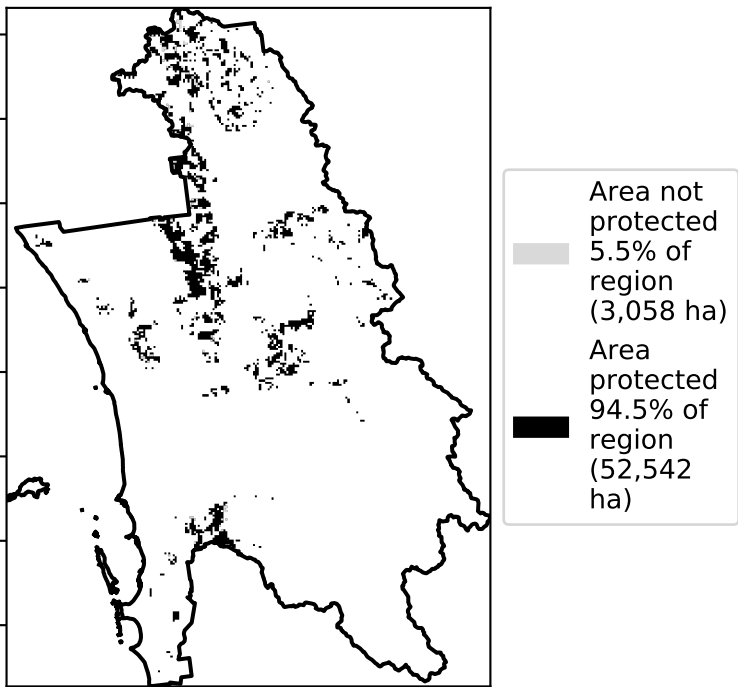 Area not
protected
5.5% of
region
(3,058 ha)
Area
protected
94.5% of
region
(52,542
ha)